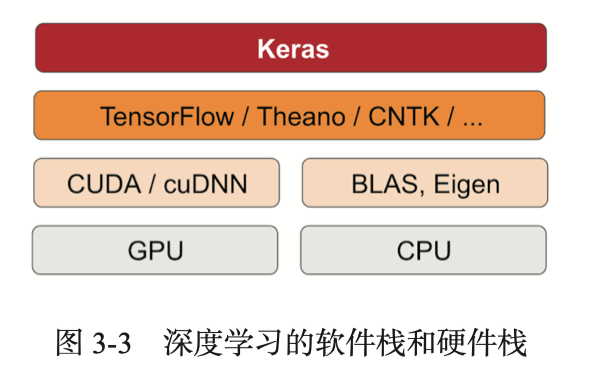 Keras
TensorFlow / Theano / CNTK / ...
CUDA / cuDNN
BLAS, Eigen
GPU
CPU
图 3-3 深度学习的软件栈和硬件栈